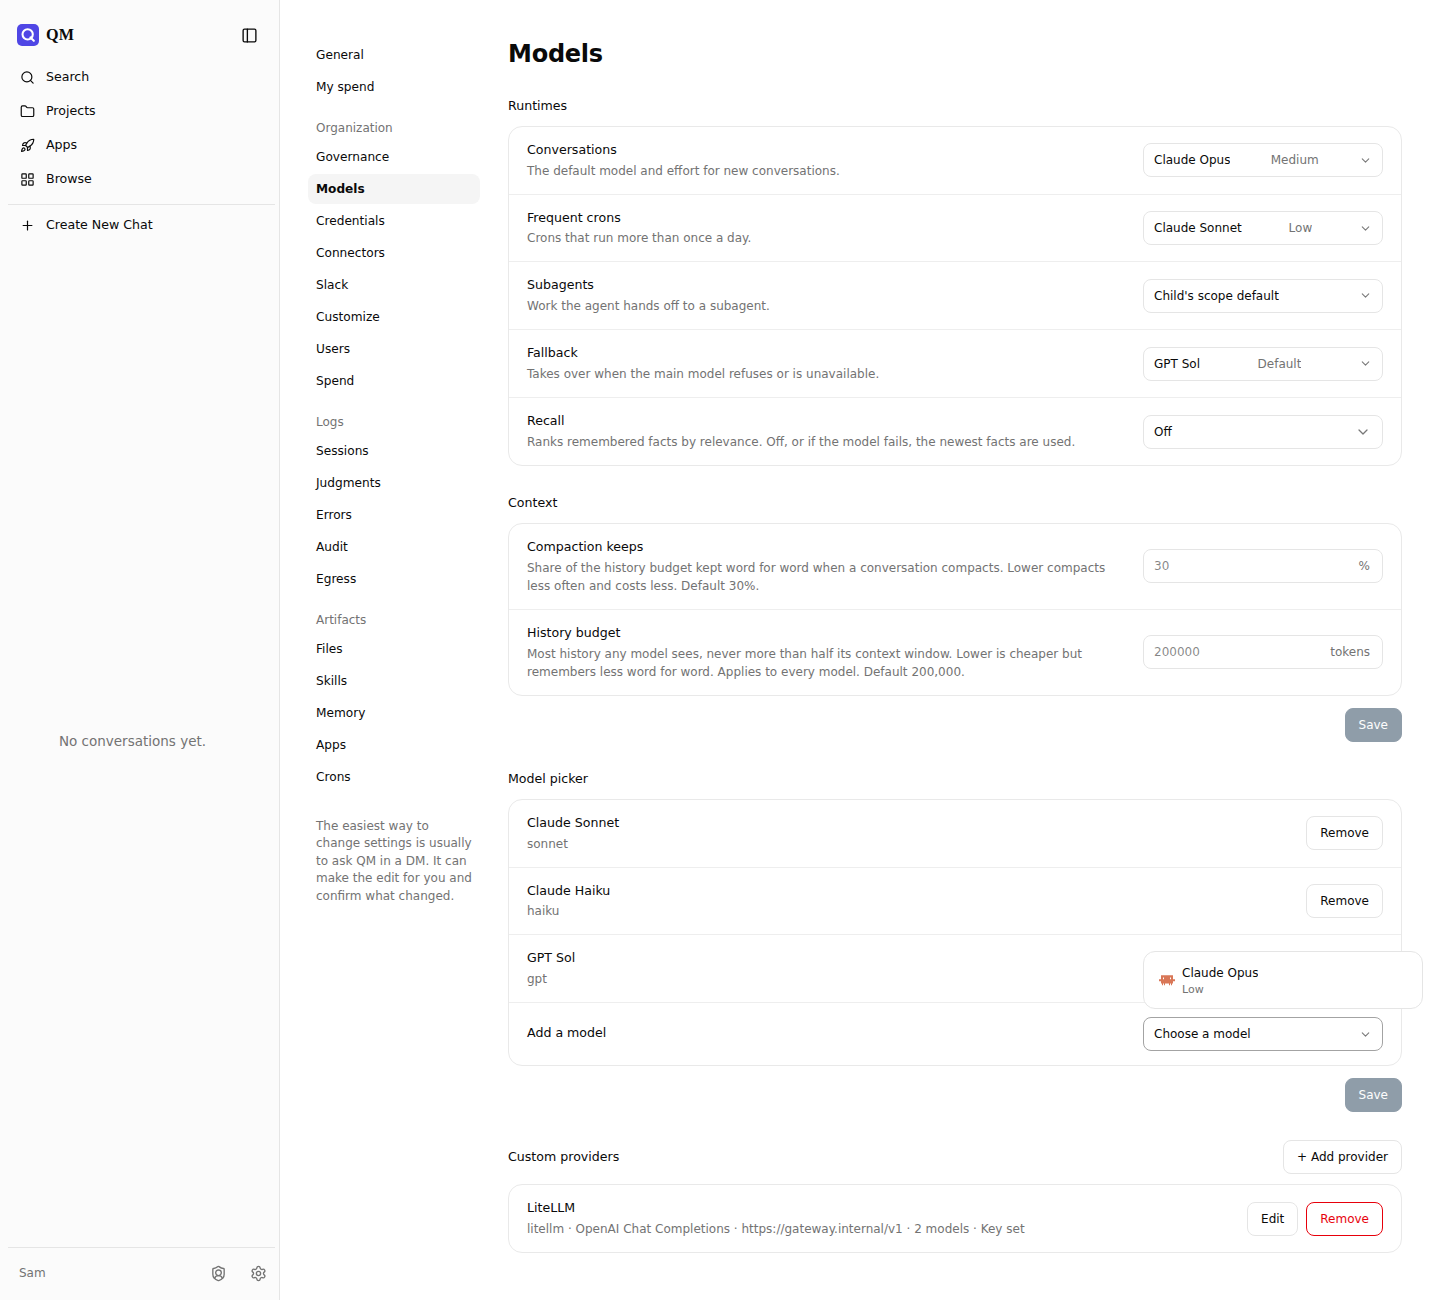 QM
Search
Projects
Apps
Browse
Create New Chat
No conversations yet.
Sam
General
My spend
Organization
Governance
Models
Credentials
Connectors
Slack
Customize
Users
Spend
Logs
Sessions
Judgments
Errors
Audit
Egress
Artifacts
Files
Skills
Memory
Apps
Crons
The easiest way to
change settings is usually
to ask QM in a DM. It can
make the edit for you and
confirm what changed.
Models
Runtimes
Conversations
The default model and effort for new conversations.
Claude Opus Medium
Frequent crons
Crons that run more than once a day.
Claude Sonnet Low
Subagents
Work the agent hands off to a subagent.
Child's scope default
Fallback
Takes over when the main model refuses or is unavailable.
GPT Sol Default
Recall
Ranks remembered facts by relevance. Off, or if the model fails, the newest facts are used.
Off
Context
Compaction keeps
Share of the history budget kept word for word when a conversation compacts. Lower compacts
less often and costs less. Default 30%.
30 %
History budget
Most history any model sees, never more than half its context window. Lower is cheaper but
remembers less word for word. Applies to every model. Default 200,000.
200000 tokens
Save
Model picker
Claude Sonnet
sonnet
Remove
Claude Haiku
haiku
Remove
GPT Sol
gpt
Claude Opus
Low
Add a model
Choose a model
Save
Custom providers
+ Add provider
LiteLLM
litellm · OpenAI Chat Completions · https://gateway.internal/v1 · 2 models · Key set
Edit
Remove